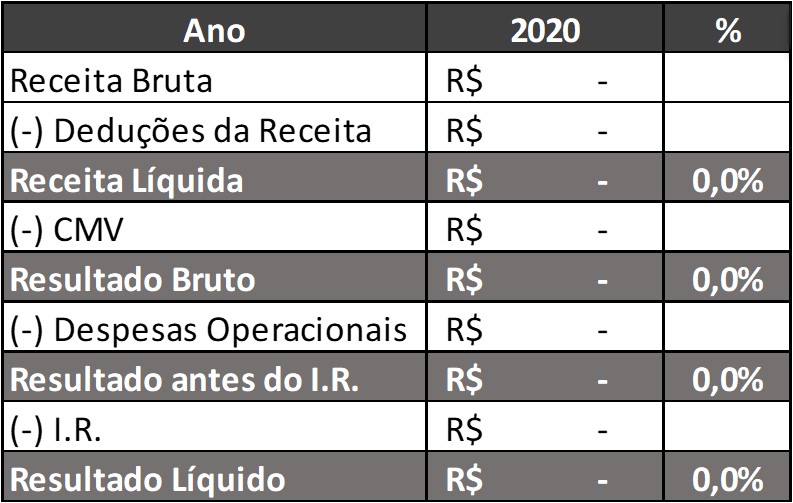 Ano 2020 %
Receita Bruta R$ -
(-) Deduções da Receita R$ -
Receita Líquida R$ - 0,0%
(-) CMV R$ -
Resultado Bruto R$ - 0,0%
(-) Despesas Operacionais R$ -
Resultado antes do I.R. R$ - 0,0%
(-) I.R. R$ -
Resultado Líquido R$ - 0,0%